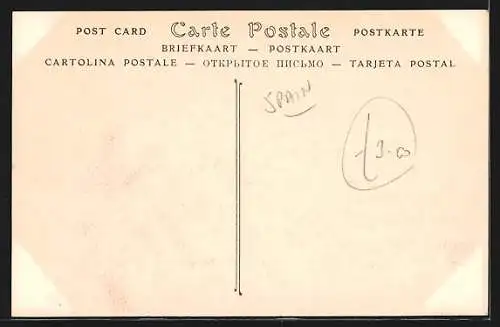 POST CARD Carte Postale POSTKARTE
BRIEFKAART — POSTKAART
CARTOLINA POSTALE — ОТКРЫТОЕ ПИСЬМО — TARJETA POSTAL
SPAIN